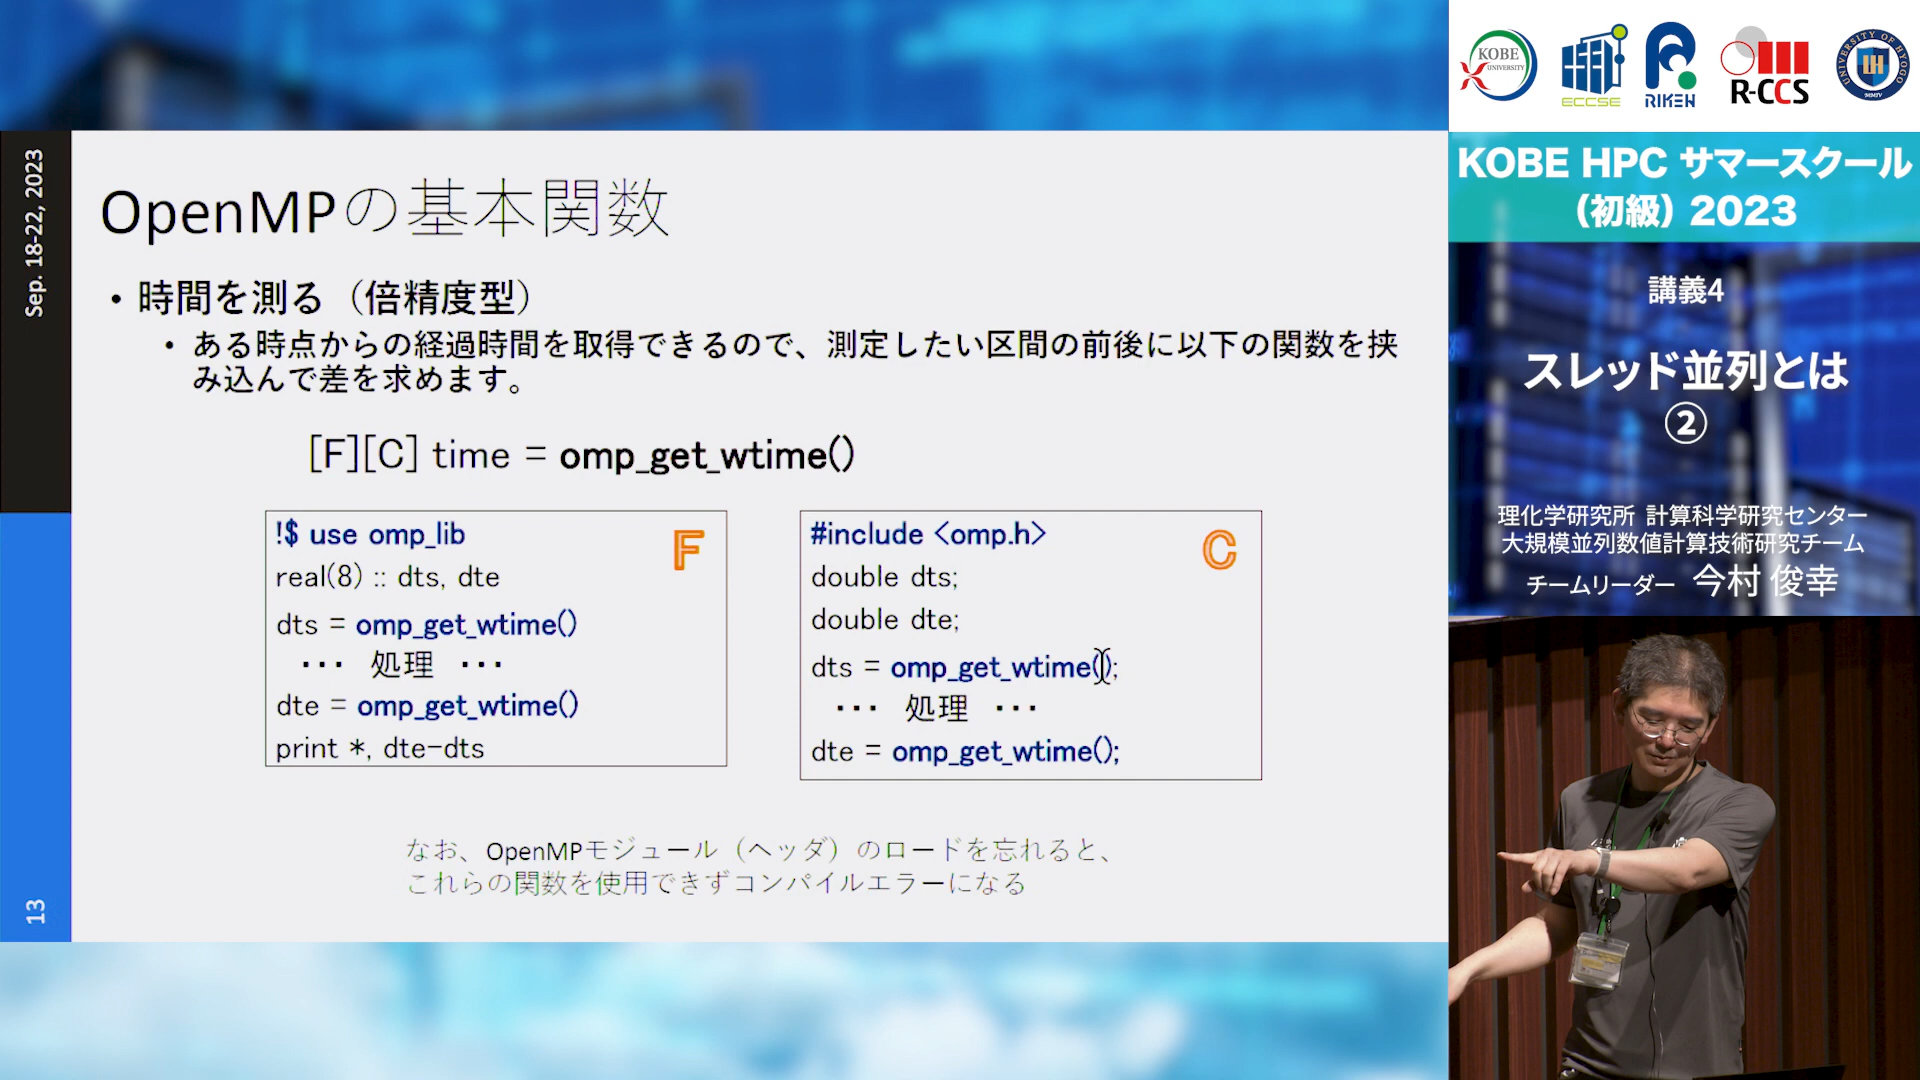 Sep. 18-22, 2023
13
OpenMPの基本関数
• 時間を測る（倍精度型）
• ある時点からの経過時間を取得できるので、測定したい区間の前後に以下の関数を挟
み込んで差を求めます。
[F][C] time = omp_get_wtime()
!$ use omp_lib
F
real(8) :: dts, dte
dts = omp_get_wtime()
・・・ 処理 ・・・
dte = omp_get_wtime()
print *, dte-dts
#include <omp.h>
C
double dts;
double dte;
dts = omp_get_wtime();
・・・ 処理 ・・・
dte = omp_get_wtime();
なお、OpenMPモジュール（ヘッダ）のロードを忘れると、
これらの関数を使用できずコンパイルエラーになる
KOBE
UNIVERSITY
ECCSE
RIKEN
R-CCS
UNIVERSITY OF HYOGO
KOBE HPC サマースクール
（初級）2023
講義4
スレッド並列とは
②
理化学研究所 計算科学研究センター
大規模並列数値計算技術研究チーム
チームリーダー 今村 俊幸